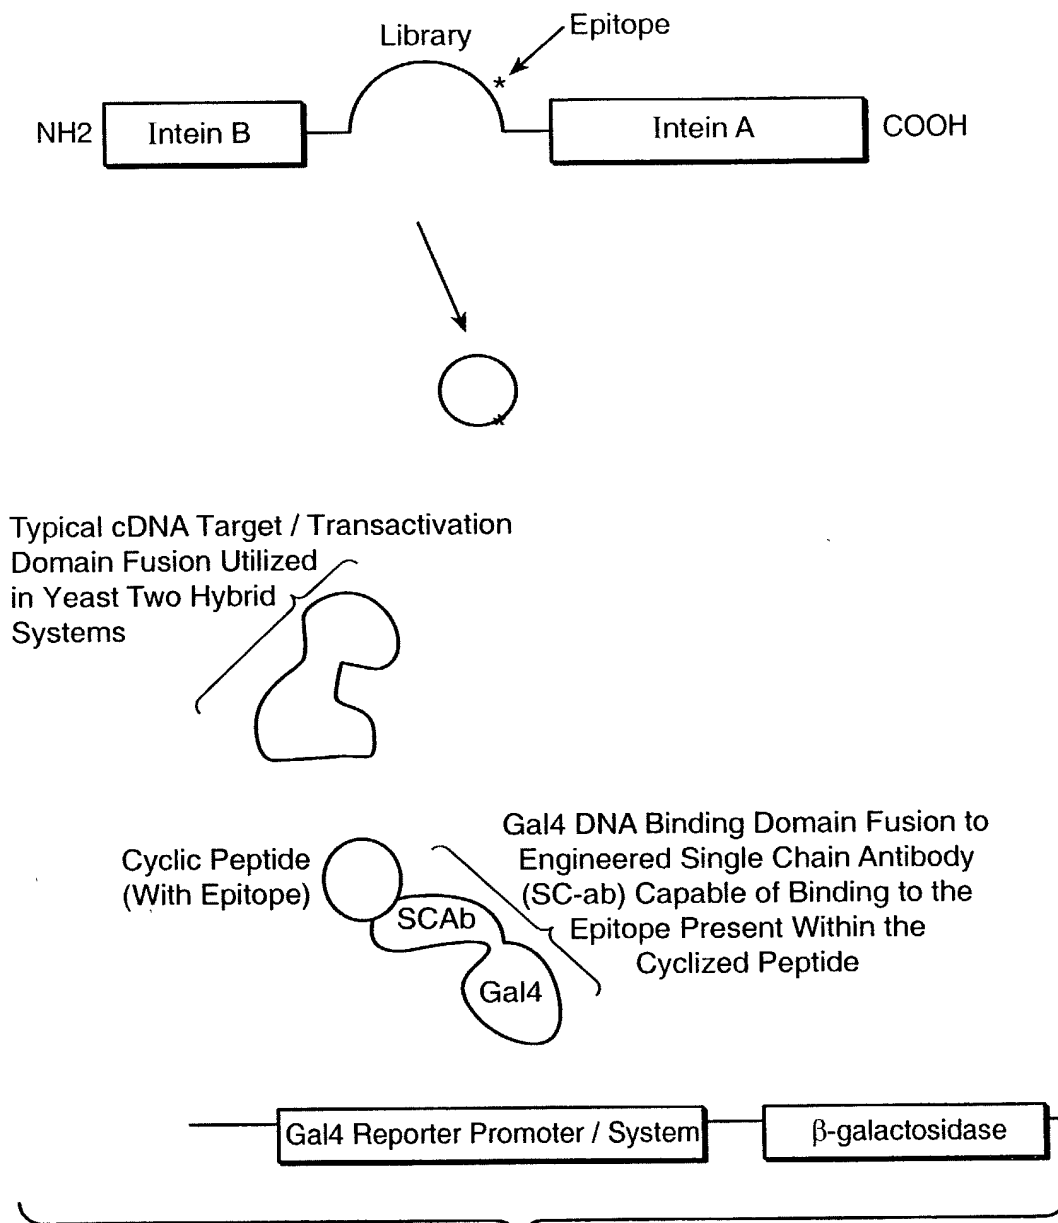 Library
Epitope
*
NH2
Intein B
Intein A
COOH
*
Typical cDNA Target / Transactivation
Domain Fusion Utilized
in Yeast Two Hybrid
Systems
Cyclic Peptide
(With Epitope)
SCAb
Gal4
Gal4 DNA Binding Domain Fusion to
Engineered Single Chain Antibody
(SC-ab) Capable of Binding to the
Epitope Present Within the
Cyclized Peptide
Gal4 Reporter Promoter / System
β-galactosidase